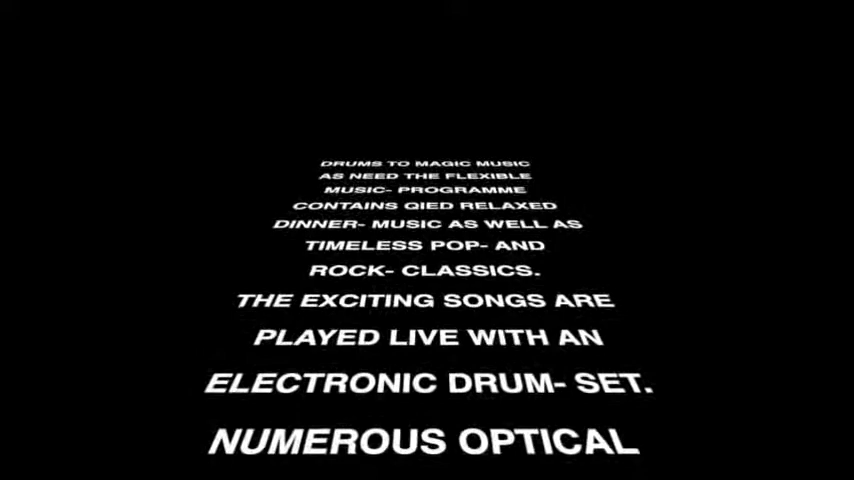 DRUMS TO MAGIC MUSIC
AS NEED THE FLEXIBLE
MUSIC- PROGRAMME
CONTAINS QIED RELAXED
DINNER- MUSIC AS WELL AS
TIMELESS POP- AND
ROCK- CLASSICS.
THE EXCITING SONGS ARE
PLAYED LIVE WITH AN
ELECTRONIC DRUM- SET.
NUMEROUS OPTICAL